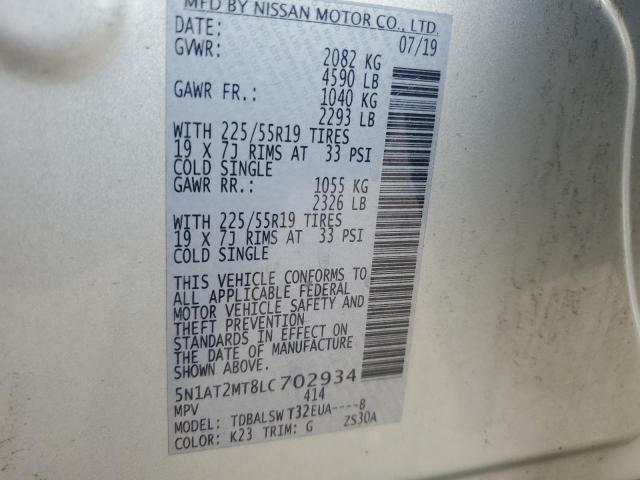 MFD BY NISSAN MOTOR CO., LTD.
DATE: 07/19
GVWR: 2082 KG
4590 LB
GAWR FR.: 1040 KG
2293 LB
WITH 225/55R19 TIRES
19 X 7J RIMS AT 33 PSI
COLD SINGLE
GAWR RR.: 1055 KG
2326 LB
WITH 225/55R19 TIRES
19 X 7J RIMS AT 33 PSI
COLD SINGLE
THIS VEHICLE CONFORMS TO
ALL APPLICABLE FEDERAL
MOTOR VEHICLE SAFETY AND
THEFT PREVENTION
STANDARDS IN EFFECT ON
THE DATE OF MANUFACTURE
SHOWN ABOVE.
5N1AT2MT8LC702934
MPV 414
MODEL: TDBALSWT32EUA----B
COLOR: K23 TRIM: G ZS30A